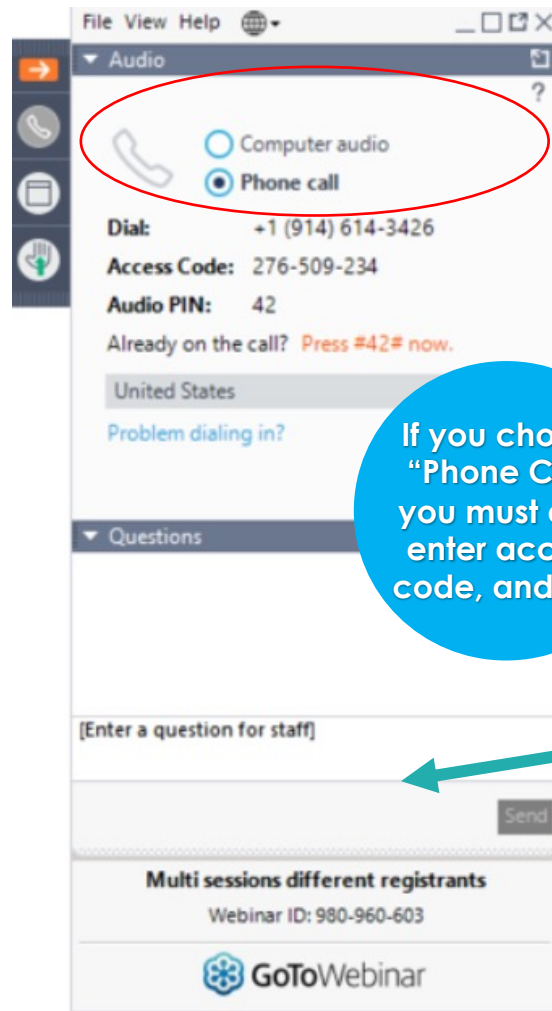 File View Help
Audio
?
Computer audio
Phone call
Dial: +1 (914) 614-3426
Access Code: 276-509-234
Audio PIN: 42
Already on the call? Press #42# now.
United States
Problem dialing in?
If you
"Phone
you must
enter
code, and
Questions
[Enter a question for staff]
Send
Multi sessions different registrants
Webinar ID: 980-960-603
GoToWebinar